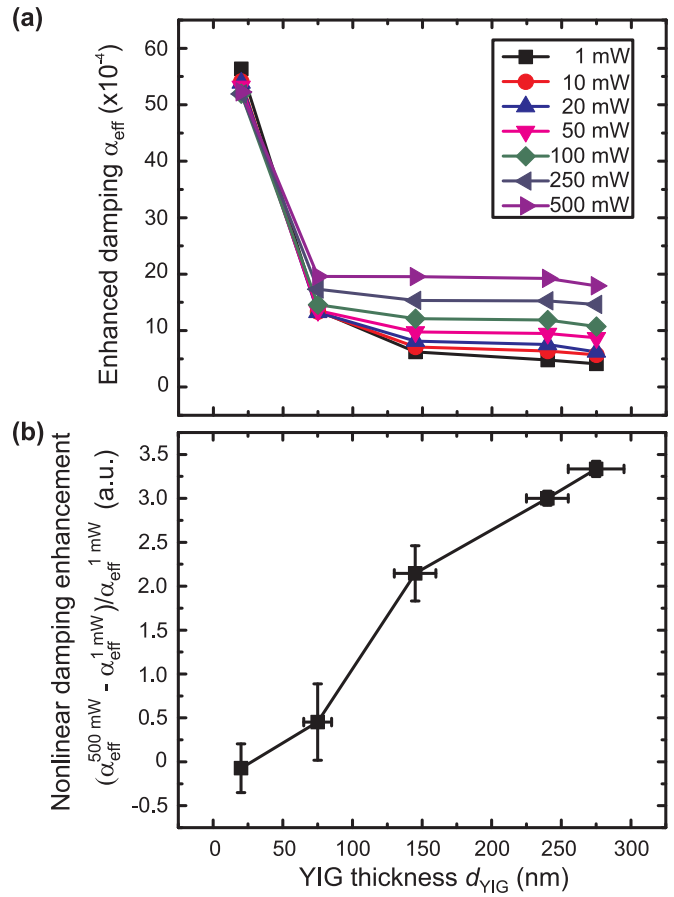 (a)
Enhanced damping α_eff (x10⁻⁴)
60
50
40
30
20
10
0
1 mW
10 mW
20 mW
50 mW
100 mW
250 mW
500 mW
(b)
Nonlinear damping enhancement
(α_eff^500 mW - α_eff^1 mW)/α_eff^1 mW (a.u.)
3.5
3.0
2.5
2.0
1.5
1.0
0.5
0
-0.5
0 50 100 150 200 250 300
YIG thickness d_YIG (nm)